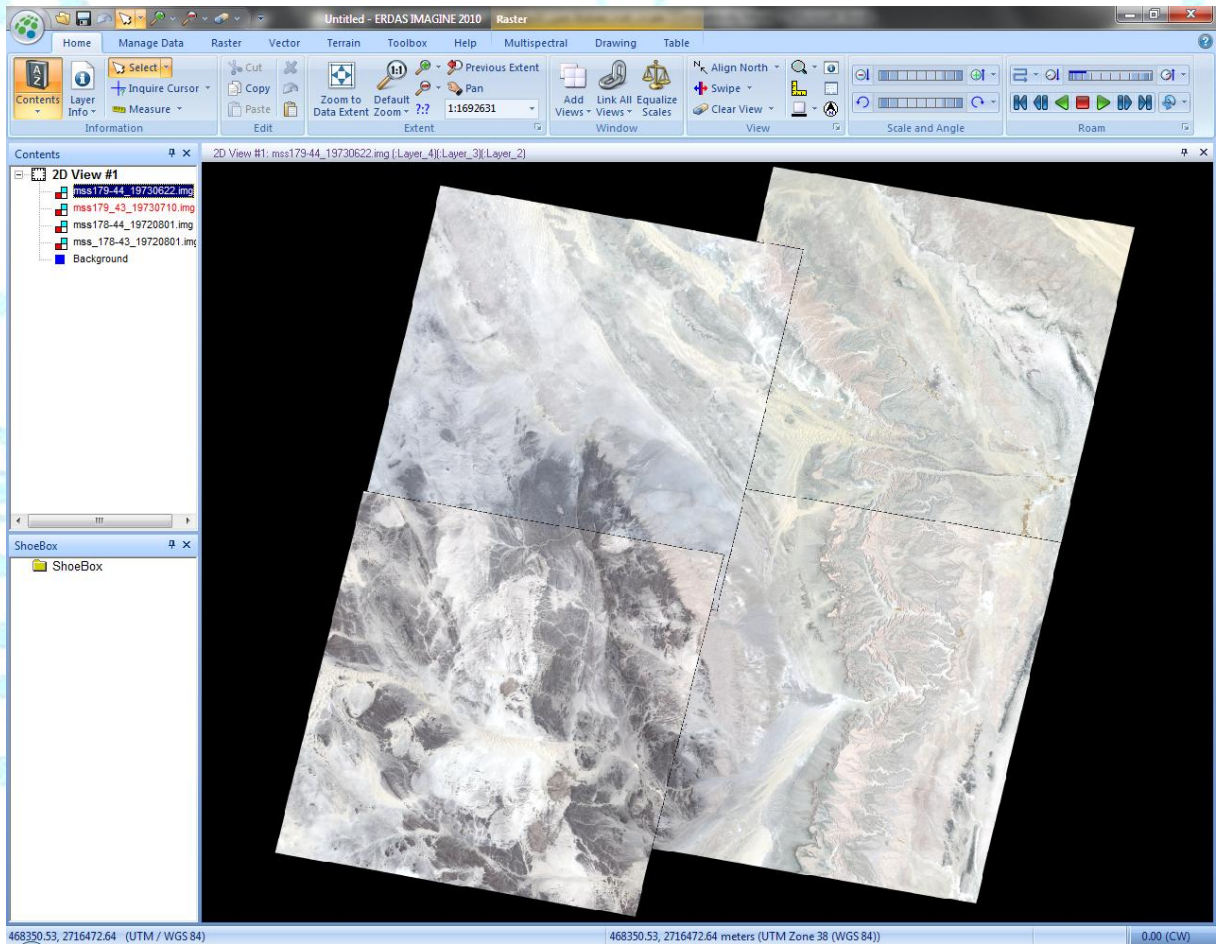 Untitled - ERDAS IMAGINE 2010 Raster
Home Manage Data Raster Vector Terrain Toolbox Help Multispectral Drawing Table
Contents
Layer Info
Select
Inquire Cursor
Measure
Information
Cut
Copy
Paste
Edit
Zoom to Data Extent
Default Zoom
1:1
?:?
Previous Extent
Pan
1:1692631
Extent
Add Views
Link All Views
Equalize Scales
Window
Align North
Swipe
Clear View
View
Scale and Angle
Roam
Contents
2D View #1
mss179-44_19730622.img
mss179_43_19730710.img
mss178-44_19720801.img
mss_178-43_19720801.img
Background
ShoeBox
ShoeBox
2D View #1: mss179-44_19730622.img (:Layer_4)(:Layer_3)(:Layer_2)
468350.53, 2716472.64 (UTM / WGS 84)
468350.53, 2716472.64 meters (UTM Zone 38 (WGS 84))
0.00 (CW)